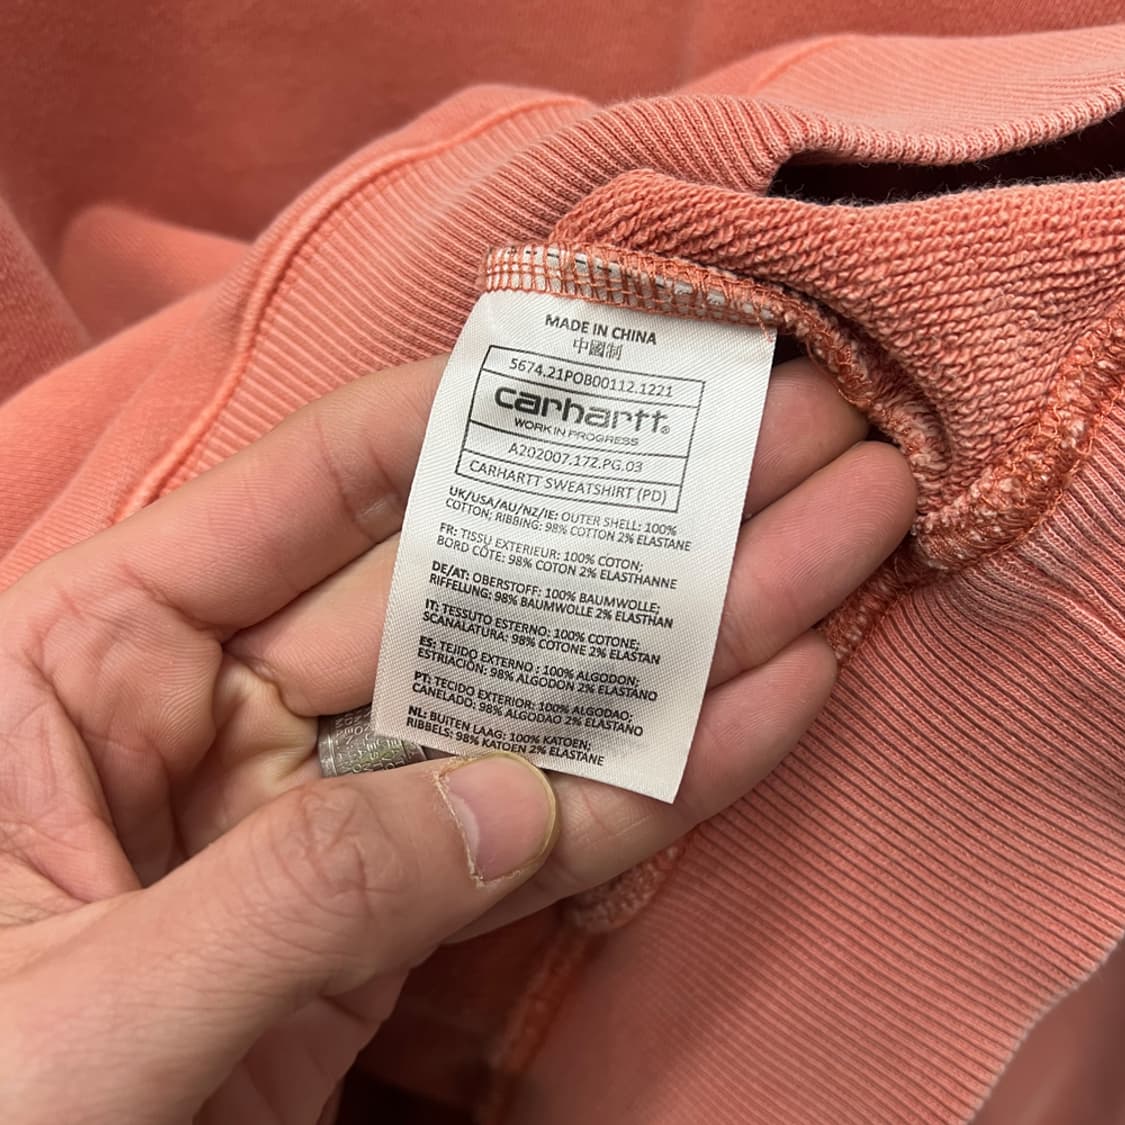 MADE IN CHINA
中國制
5674.21POB00112.1221
carhartt®
WORK IN PROGRESS
A202007.172.PG.03
CARHARTT SWEATSHIRT (PD)
UK/USA/AU/NZ/IE: OUTER SHELL: 100%
COTTON; RIBBING: 98% COTTON 2% ELASTANE
FR: TISSU EXTERIEUR: 100% COTON;
BORD CÔTE: 98% COTON 2% ELASTHANNE
DE/AT: OBERSTOFF: 100% BAUMWOLLE;
RIFFELUNG: 98% BAUMWOLLE 2% ELASTHAN
IT: TESSUTO ESTERNO: 100% COTONE;
SCANALATURA: 98% COTONE 2% ELASTAN
ES: TEJIDO EXTERNO : 100% ALGODON;
ESTRIACIÓN: 98% ALGODON 2% ELASTANO
PT: TECIDO EXTERIOR: 100% ALGODAO;
CANELADO: 98% ALGODAO 2% ELASTANO
NL: BUITEN LAAG: 100% KATOEN;
RIBBELS: 98% KATOEN 2% ELASTANE